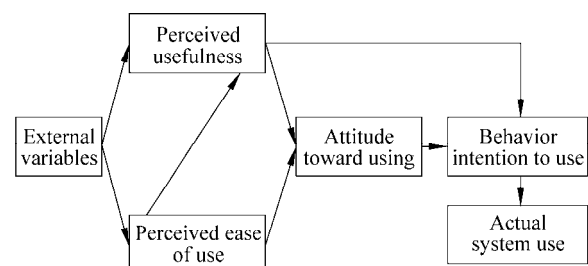 Perceived
usefulness
External
variables
Attitude
toward using
Behavior
intention to use
Perceived ease
of use
Actual
system use